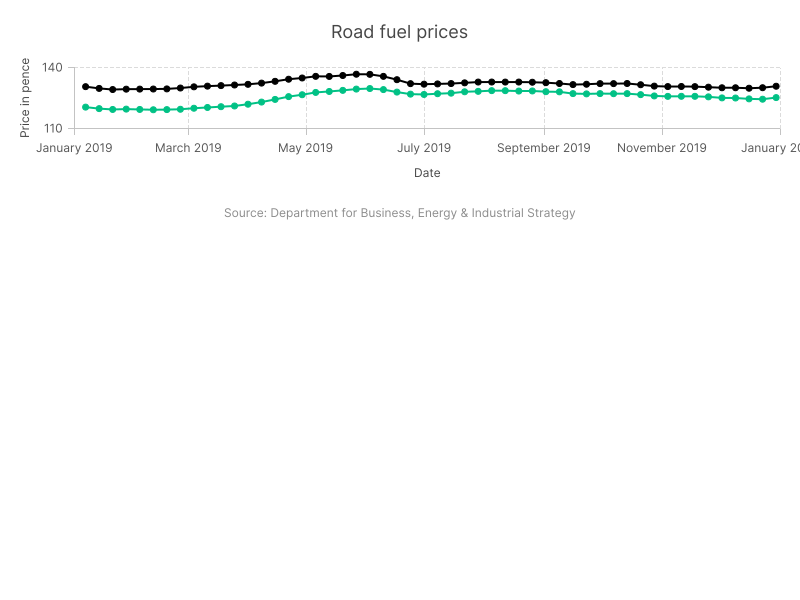 Road fuel prices
140
110
Price in pence
January 2019 March 2019 May 2019 July 2019 September 2019 November 2019 January 20
Date
Source: Department for Business, Energy & Industrial Strategy